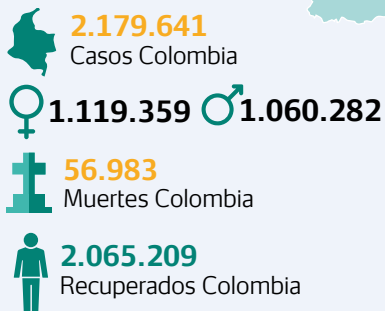 2.179.641
Casos Colombia
1.119.359 1.060.282
56.983
Muertes Colombia
2.065.209
Recuperados Colombia